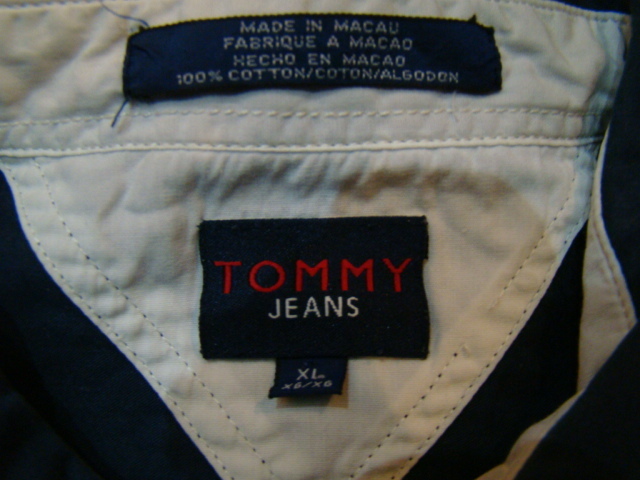 MADE IN MACAU
FABRIQUE A MACAO
HECHO EN MACAO
100% COTTON/COTON/ALGODON
TOMMY
JEANS
XL
XG/XG